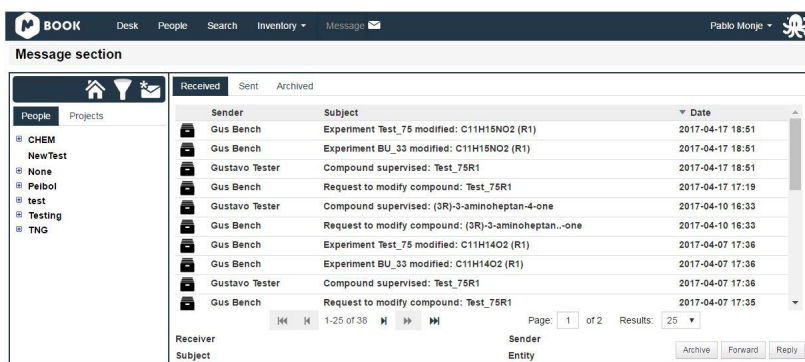 BOOK Desk People Search Inventory Message Pablo Monje
Message section
Received Sent Archived
People Projects
CHEM
NewTest
None
Peibol
test
Testing
TNG
Sender Subject Date
Gus Bench Experiment Test_75 modified: C11H15NO2 (R1) 2017-04-17 18:51
Gus Bench Experiment BU_33 modified: C11H15NO2 (R1) 2017-04-17 18:51
Gustavo Tester Compound supervised: Test_75R1 2017-04-17 18:51
Gus Bench Request to modify compound: Test_75R1 2017-04-17 17:19
Gustavo Tester Compound supervised: (3R)-3-aminoheptan-4-one 2017-04-10 16:33
Gus Bench Request to modify compound: (3R)-3-aminoheptan..-one 2017-04-10 16:33
Gus Bench Experiment Test_75 modified: C11H14O2 (R1) 2017-04-07 17:36
Gus Bench Experiment BU_33 modified: C11H14O2 (R1) 2017-04-07 17:36
Gustavo Tester Compound supervised: Test_75R1 2017-04-07 17:36
Gus Bench Request to modify compound: Test_75R1 2017-04-07 17:35
1-25 of 38 Page: 1 of 2 Results: 25
Receiver Sender
Subject Entity
Archive Forward Reply